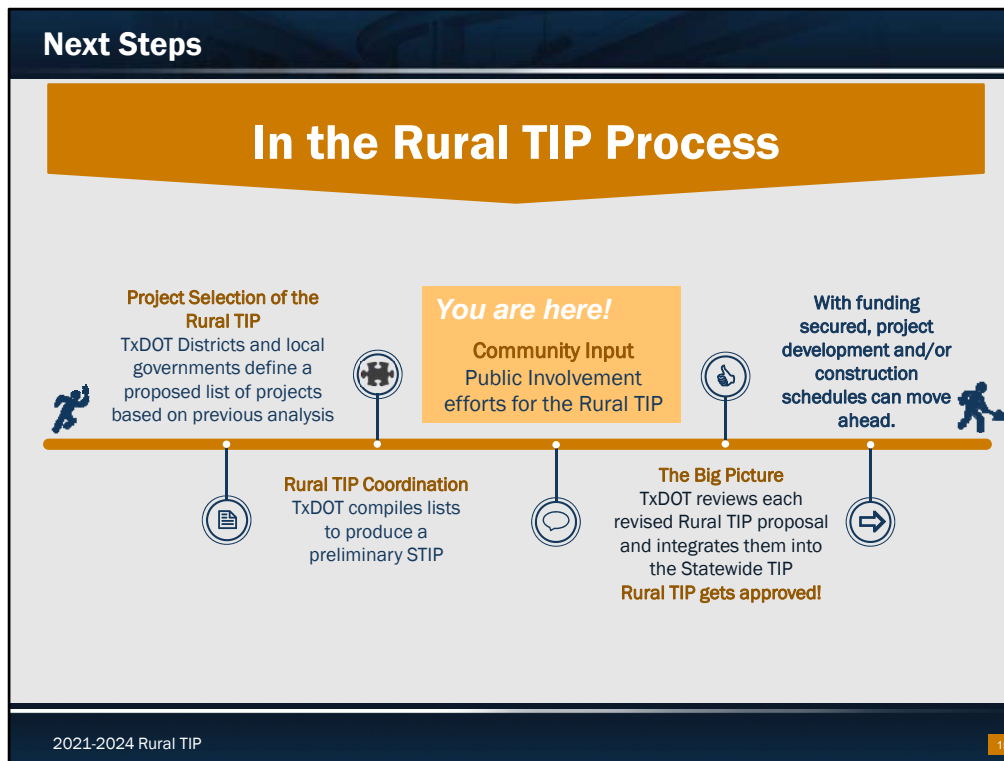 Next Steps
In the Rural TIP Process
Project Selection of the
Rural TIP
TxDOT Districts and local
governments define a
proposed list of projects
based on previous analysis
Rural TIP Coordination
TxDOT compiles lists
to produce a
preliminary STIP
You are here!
Community Input
Public Involvement
efforts for the Rural TIP
The Big Picture
TxDOT reviews each
revised Rural TIP proposal
and integrates them into
the Statewide TIP
Rural TIP gets approved!
With funding
secured, project
development and/or
construction
schedules can move
ahead.
2021-2024 Rural TIP